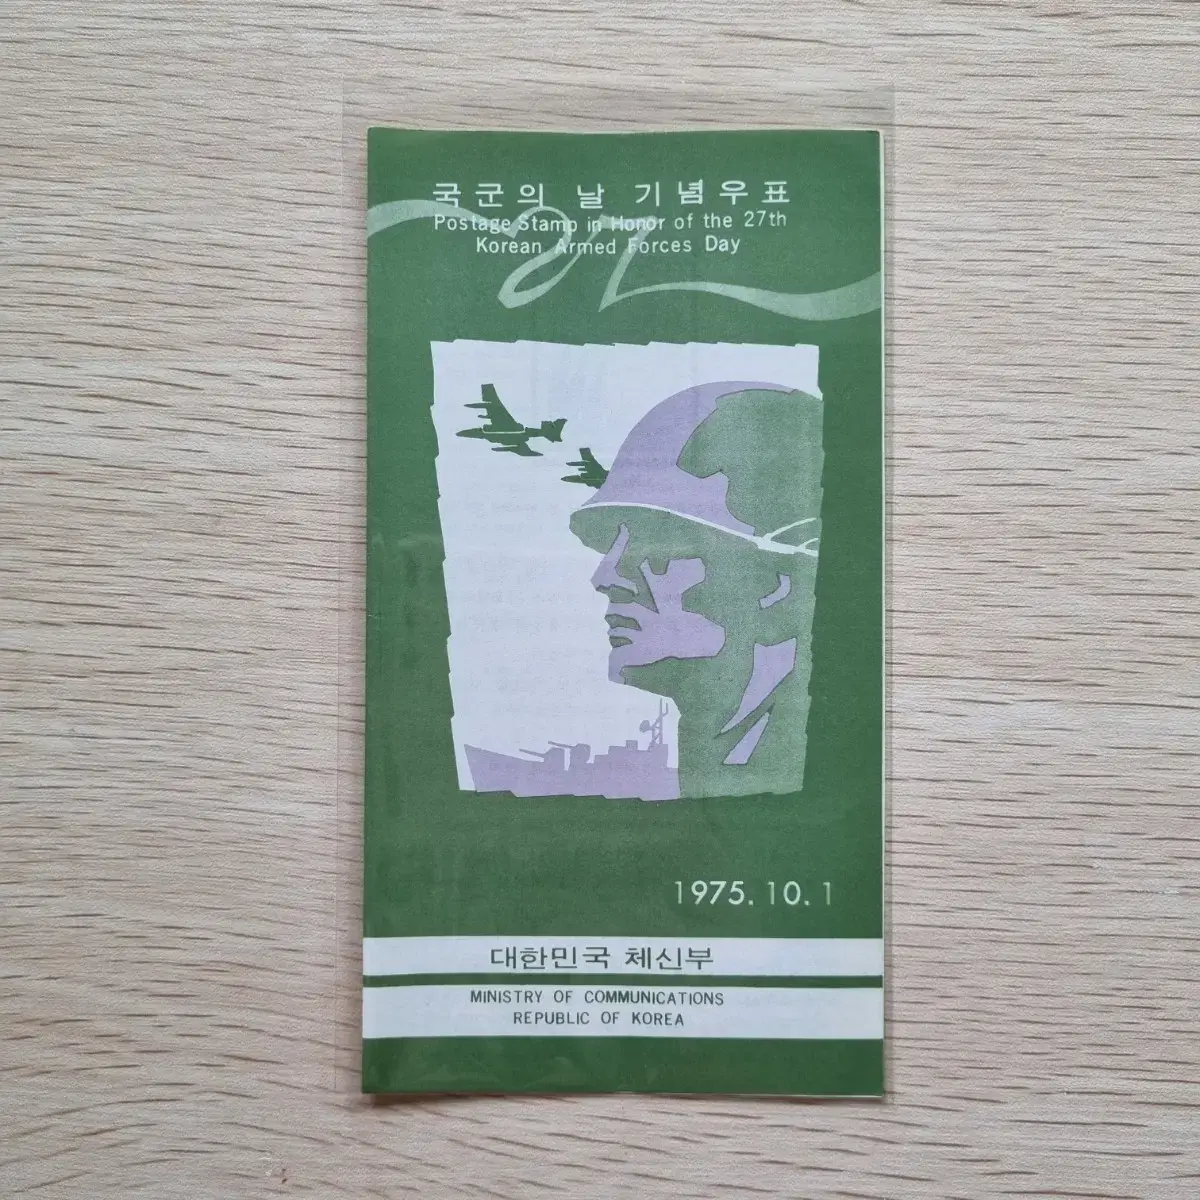 국군의 날 기념우표
Postage Stamp in Honor of the 27th
Korean Armed Forces Day
1975.10.1
대한민국 체신부
MINISTRY OF COMMUNICATIONS
REPUBLIC OF KOREA